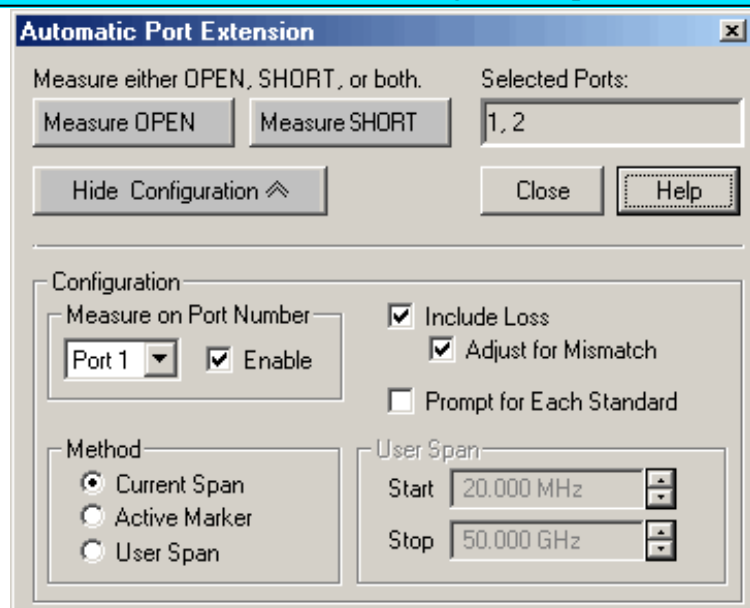 Automatic Port Extension
Measure either OPEN, SHORT, or both.
Selected Ports:
Measure OPEN
Measure SHORT
1, 2
Hide Configuration
Close
Help
Configuration
Measure on Port Number
Port 1
Enable
Include Loss
Adjust for Mismatch
Prompt for Each Standard
Method
Current Span
Active Marker
User Span
User Span
Start 20.000 MHz
Stop 50.000 GHz